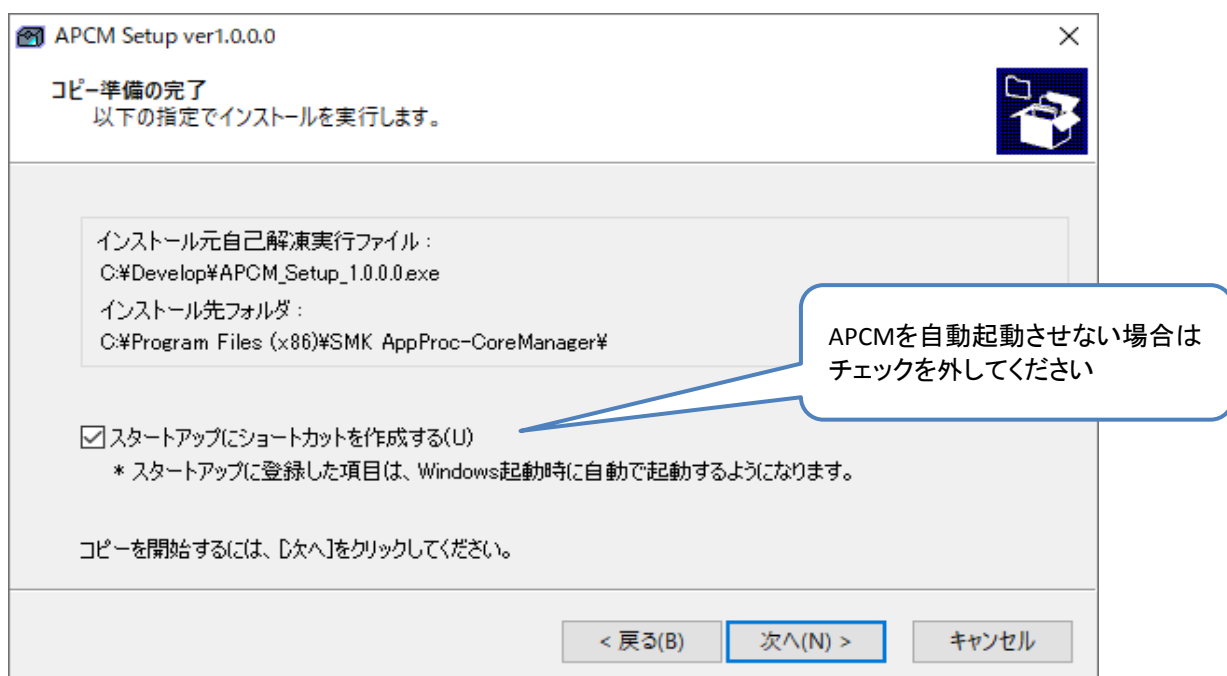 APCM Setup ver1.0.0.0
コピー準備の完了
以下の指定でインストールを実行します。
インストール元自己解凍実行ファイル：
C:¥Develop¥APCM_Setup_1.0.0.0.exe
インストール先フォルダ：
C:¥Program Files (x86)¥SMK AppProc-CoreManager¥
APCMを自動起動させない場合は
チェックを外してください
スタートアップにショートカットを作成する(U)
* スタートアップに登録した項目は、Windows起動時に自動で起動するようになります。
コピーを開始するには、[次へ]をクリックしてください。
< 戻る(B)
次へ(N) >
キャンセル